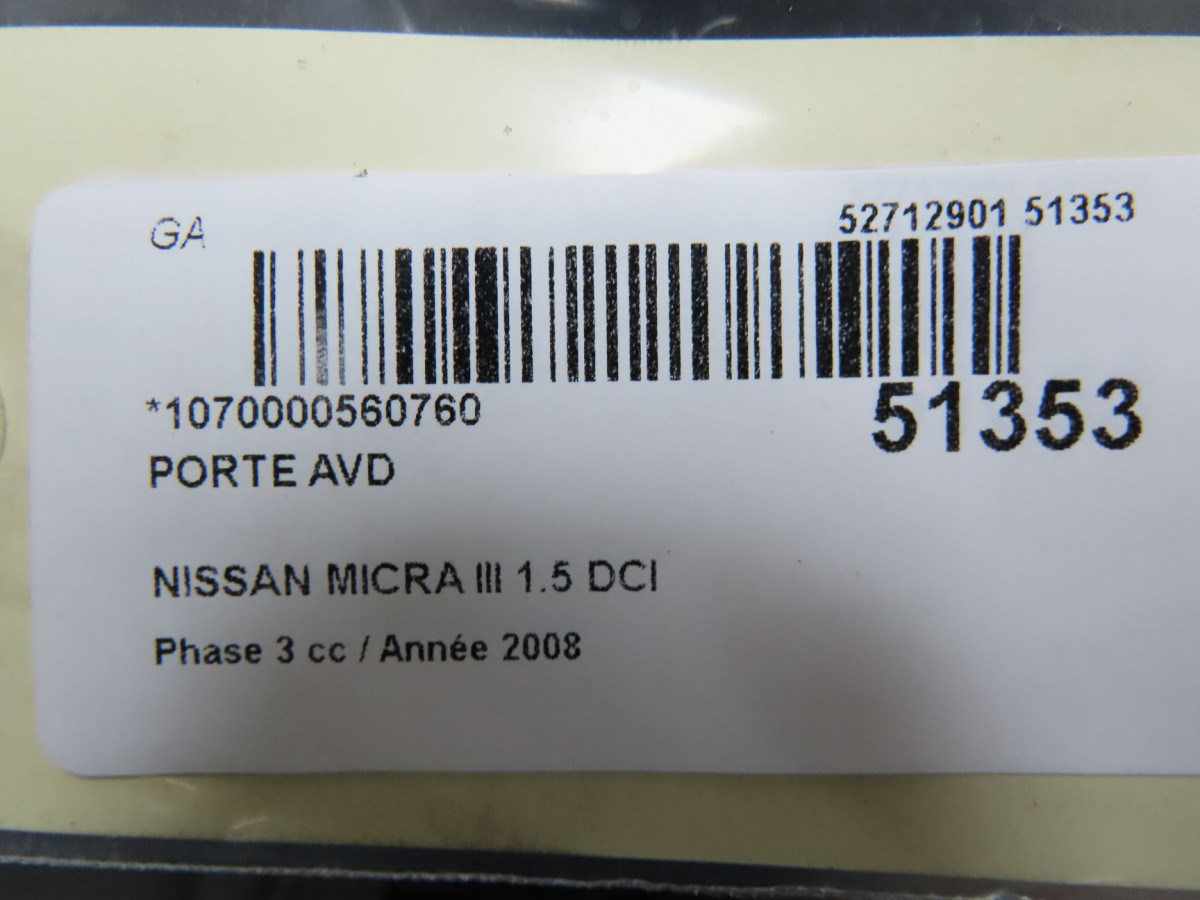 GA
52712901 51353
*1070000560760
51353
PORTE AVD
NISSAN MICRA III 1.5 DCI
Phase 3 cc / Année 2008